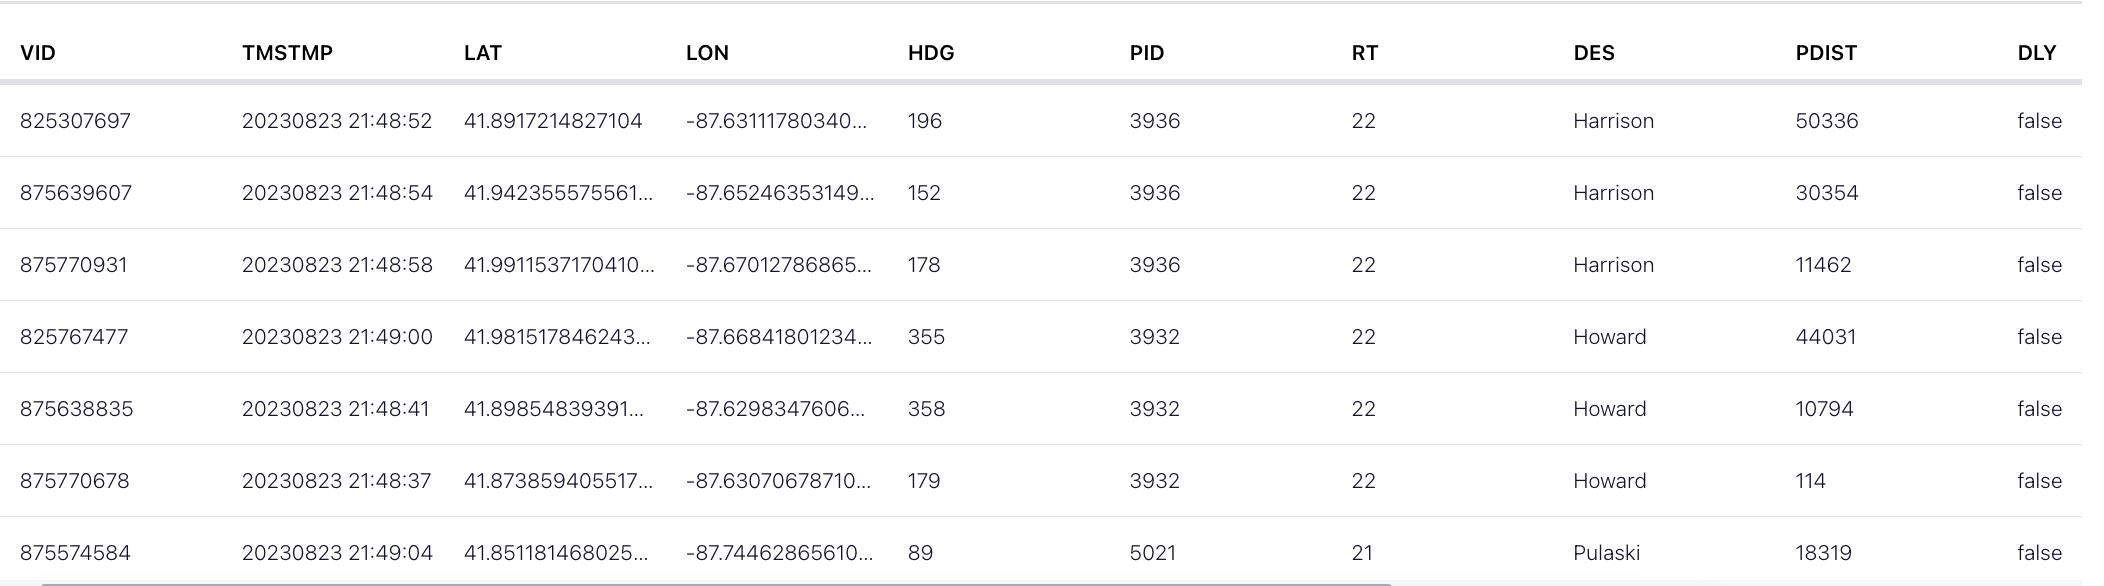 VID TMSTMP LAT LON HDG PID RT DES PDIST DLY
825307697 20230823 21:48:52 41.8917214827104 -87.63111780340... 196 3936 22 Harrison 50336 false
875639607 20230823 21:48:54 41.942355575561... -87.65246353149... 152 3936 22 Harrison 30354 false
875770931 20230823 21:48:58 41.9911537170410... -87.67012786865... 178 3936 22 Harrison 11462 false
825767477 20230823 21:49:00 41.981517846243... -87.66841801234... 355 3932 22 Howard 44031 false
875638835 20230823 21:48:41 41.89854839391... -87.6298347606... 358 3932 22 Howard 10794 false
875770678 20230823 21:48:37 41.873859405517... -87.63070678710... 179 3932 22 Howard 114 false
875574584 20230823 21:49:04 41.851181468025... -87.74462865610... 89 5021 21 Pulaski 18319 false